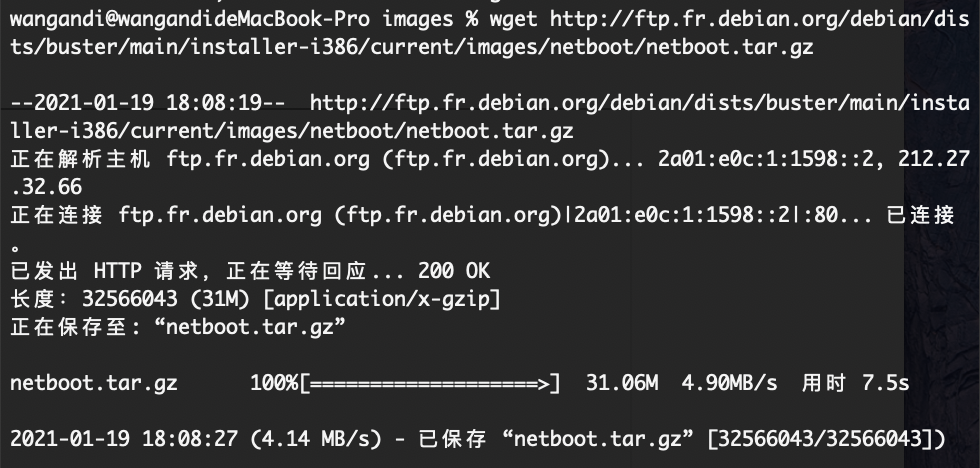 wangandi@wangandideMacBook-Pro images % wget http://ftp.fr.debian.org/debian/dis
ts/buster/main/installer-i386/current/images/netboot/netboot.tar.gz
--2021-01-19 18:08:19--  http://ftp.fr.debian.org/debian/dists/buster/main/insta
ller-i386/current/images/netboot/netboot.tar.gz
正在解析主机 ftp.fr.debian.org (ftp.fr.debian.org)... 2a01:e0c:1:1598::2, 212.27
.32.66
正在连接 ftp.fr.debian.org (ftp.fr.debian.org)|2a01:e0c:1:1598::2|:80... 已连接
。
已发出 HTTP 请求，正在等待回应... 200 OK
长度：32566043 (31M) [application/x-gzip]
正在保存至: “netboot.tar.gz”
netboot.tar.gz      100%[===================>]  31.06M  4.90MB/s  用时 7.5s
2021-01-19 18:08:27 (4.14 MB/s) - 已保存 “netboot.tar.gz” [32566043/32566043])